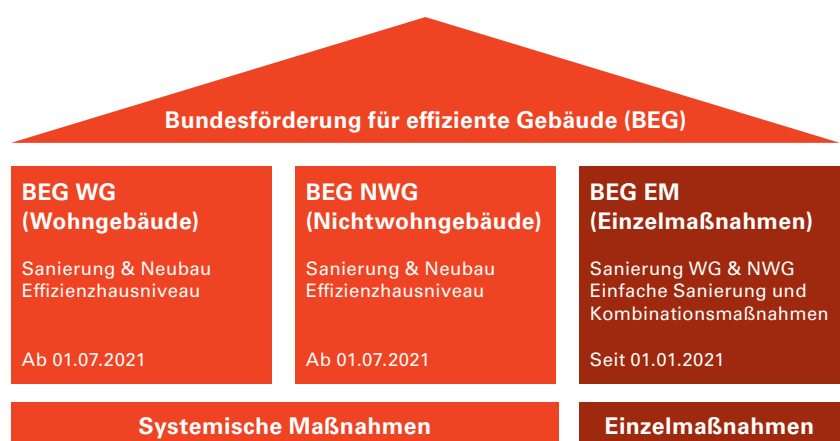 Bundesförderung für effiziente Gebäude (BEG)
BEG WG
(Wohngebäude)
Sanierung & Neubau
Effizienzhausniveau
Ab 01.07.2021
BEG NWG
(Nichtwohngebäude)
Sanierung & Neubau
Effizienzhausniveau
Ab 01.07.2021
BEG EM
(Einzelmaßnahmen)
Sanierung WG & NWG
Einfache Sanierung und
Kombinationsmaßnahmen
Seit 01.01.2021
Systemische Maßnahmen
Einzelmaßnahmen